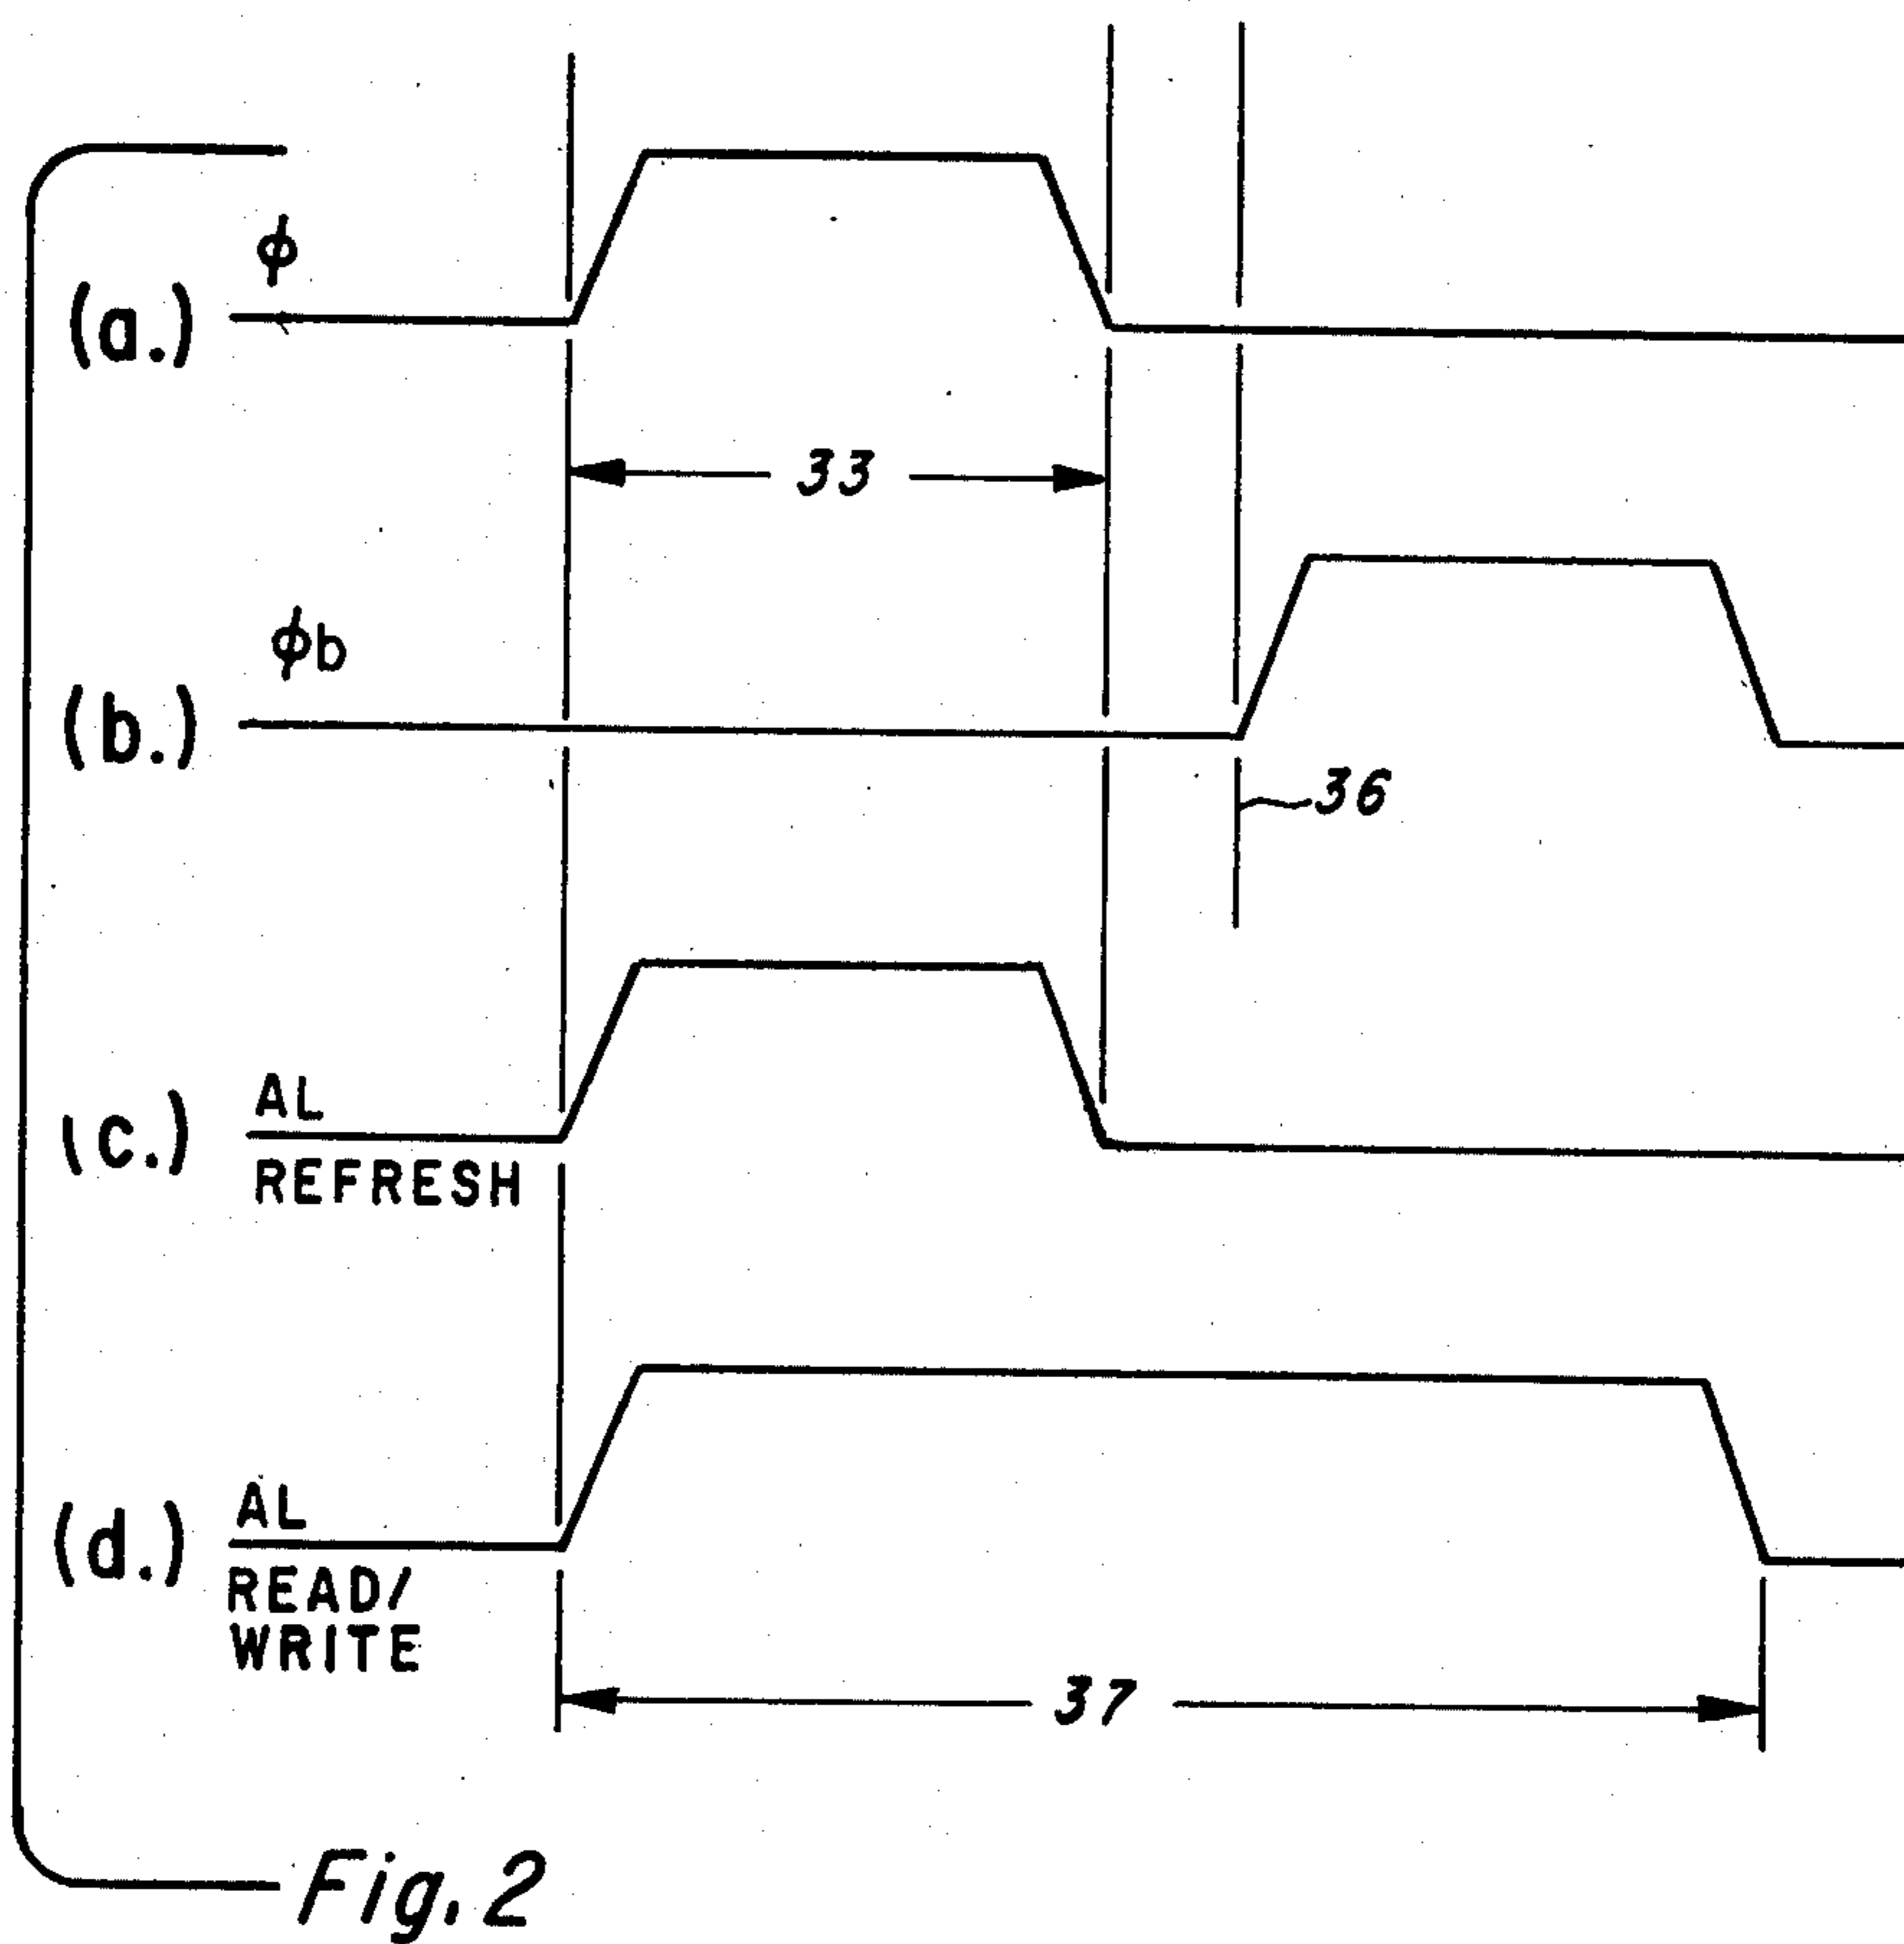 ϕ
(a.)
33
ϕb
(b.)
36
AL
(c.)
REFRESH
AL
(d.)
READ/
WRITE
37
Fig. 2